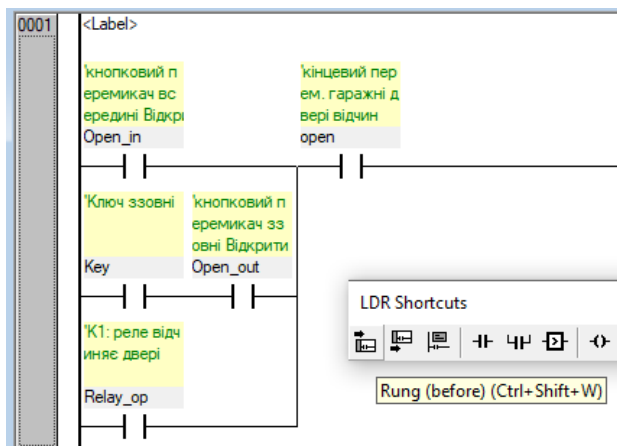 0001
<Label>
'кнопковий п
еремикач вс
ередині Відкри
Open_in
'кінцевий пер
ем. гаражні д
вері відчин
open
'Ключ ззовні
Key
'кнопковий п
еремикач зз
овні Відкрити
Open_out
'К1: реле відч
иняє двері
Relay_op
LDR Shortcuts
Rung (before) (Ctrl+Shift+W)